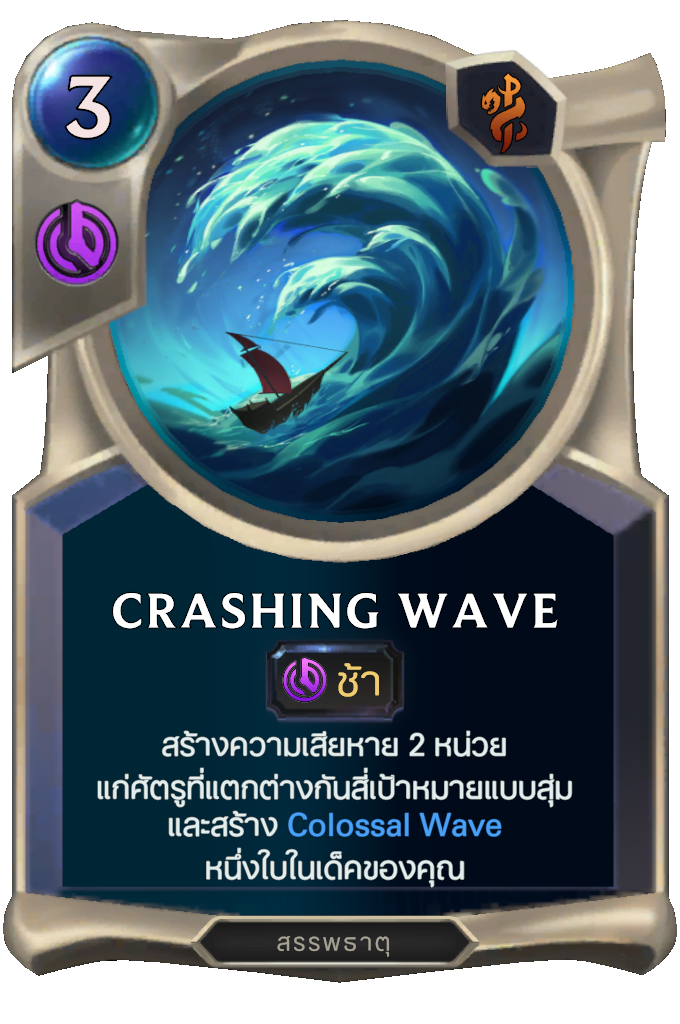 3
CRASHING WAVE
ช้า
สร้างความเสียหาย 2 หน่วย
แก่ศัตรูที่แตกต่างกันสี่เป้าหมายแบบสุ่ม
และสร้าง Colossal Wave
หนึ่งใบในเด็คของคุณ
สรรพธาตุ